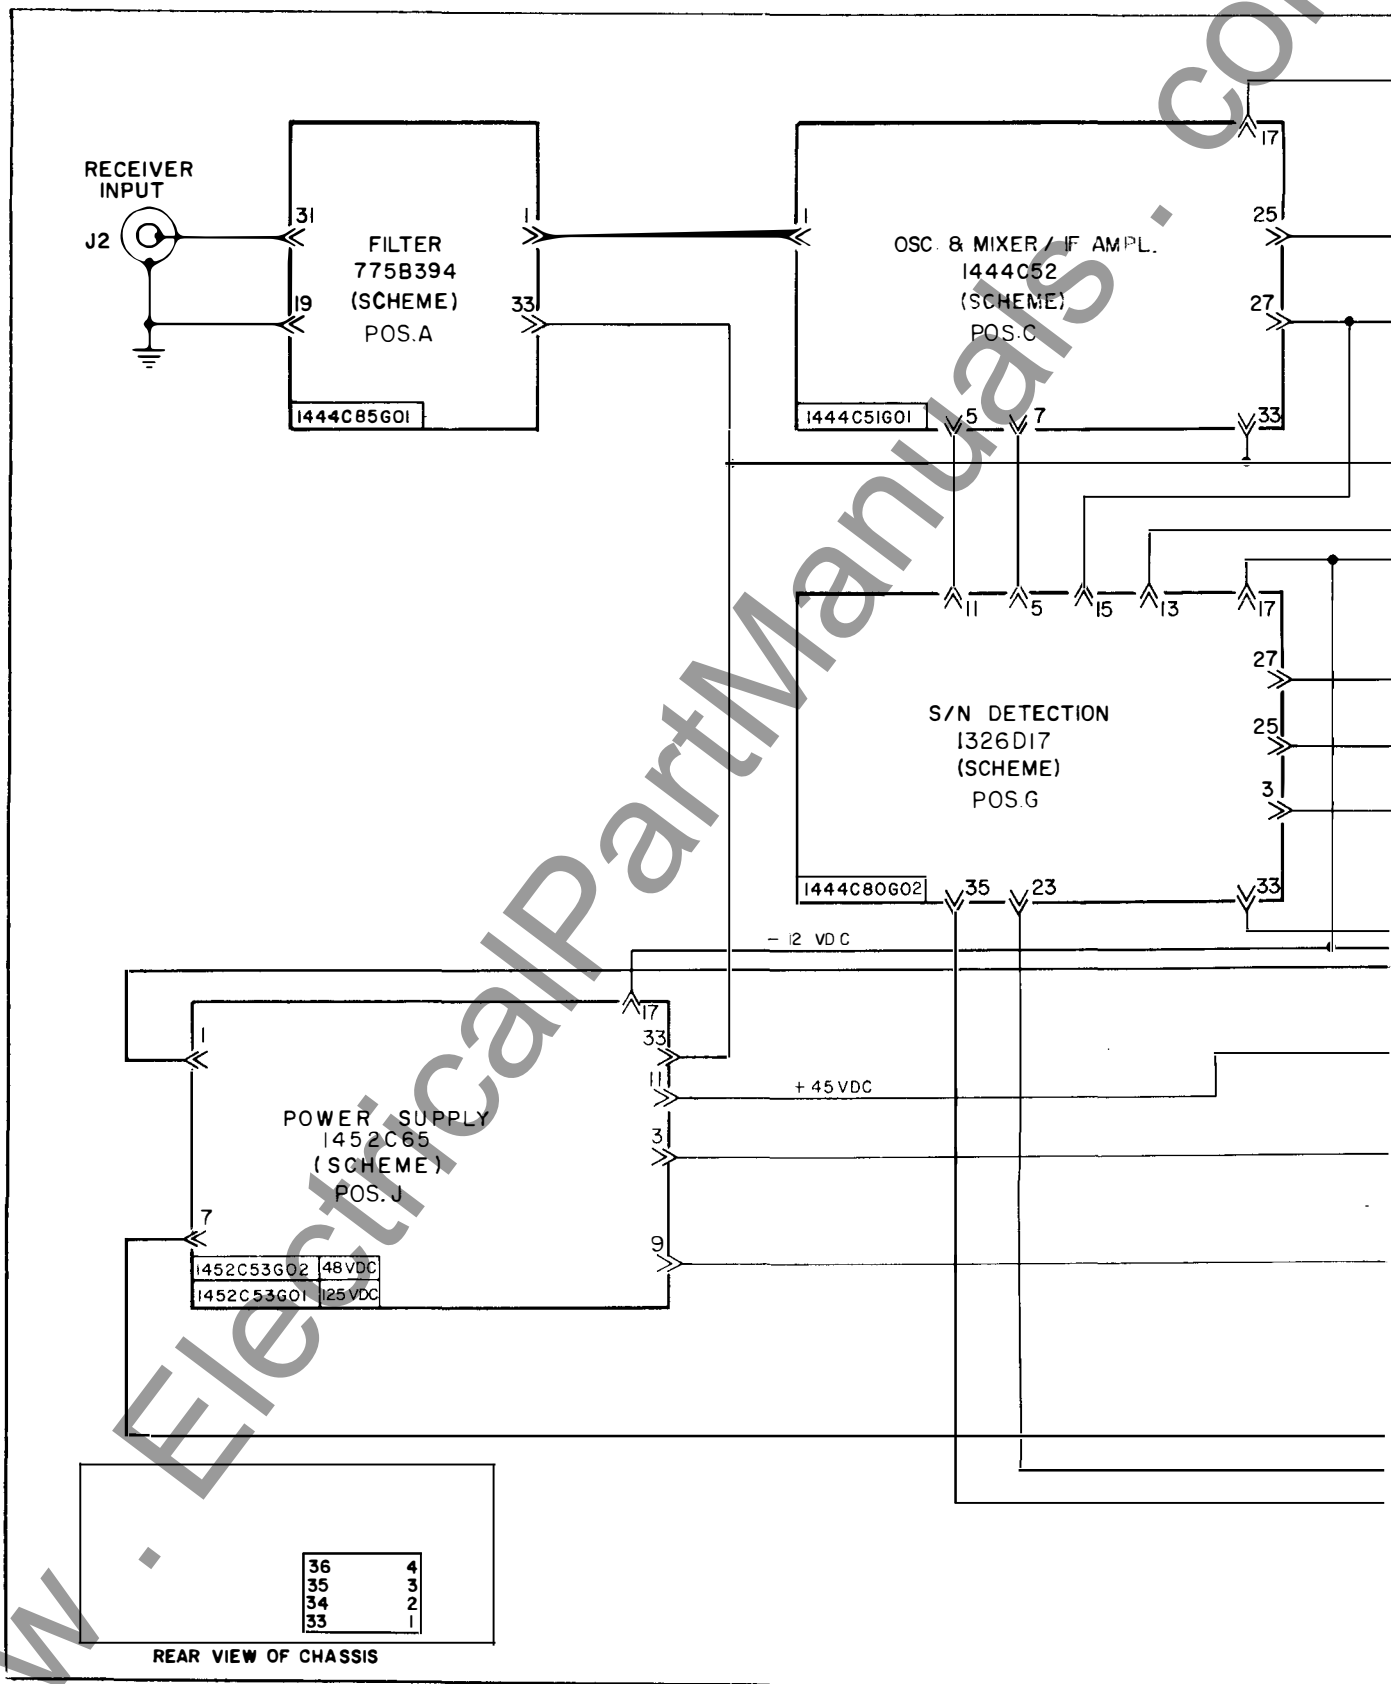 RECEIVER
INPUT
J2
31
19
FILTER
775B394
(SCHEME)
POS.A
1
33
1444C85G01
1
OSC. & MIXER / IF AMPL.
1444C52
(SCHEME)
POS.C
17
25
27
1444C51G01
5
7
33
11
5
15
13
17
S/N DETECTION
1326D17
(SCHEME)
POS.G
27
25
3
1444C80G02
35
23
33
- 12 VDC
17
1
33
11
+ 45 VDC
POWER SUPPLY
1452C65
(SCHEME)
POS. J
3
7
9
1452C53G02 48VDC
1452C53G01 125VDC
36 4
35 3
34 2
33 1
REAR VIEW OF CHASSIS
w . ElectricalPartManuals . co